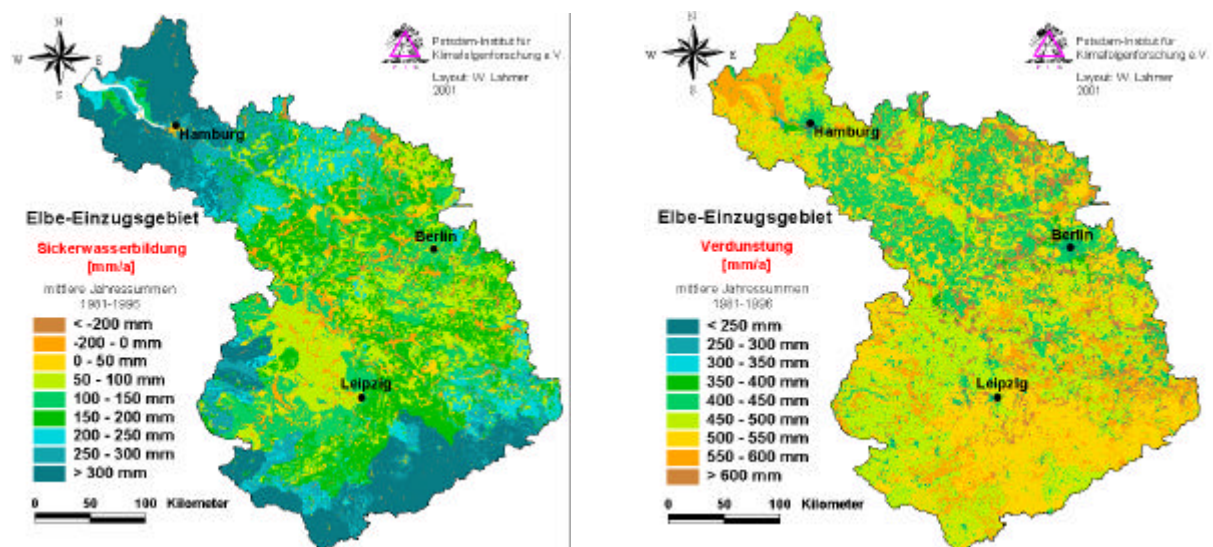 N
W
E
S
Potsdam-Institut für
Klimafolgenforschung e.V.
P I K
Layout: W. Lahmer
2001
Hamburg
Elbe-Einzugsgebiet
Berlin
Sickerwasserbildung
[mm/a]
mittlere Jahressummen
1981-1995
< -200 mm
-200 - 0 mm
0 - 50 mm
50 - 100 mm
100 - 150 mm
150 - 200 mm
200 - 250 mm
250 - 300 mm
> 300 mm
Leipzig
0 50 100 Kilometer
N
W
E
S
Potsdam-Institut für
Klimafolgenforschung e.V.
P I K
Layout: W. Lahmer
2001
Hamburg
Elbe-Einzugsgebiet
Berlin
Verdunstung
[mm/a]
mittlere Jahressummen
1981-1996
< 250 mm
250 - 300 mm
300 - 350 mm
350 - 400 mm
400 - 450 mm
450 - 500 mm
500 - 550 mm
550 - 600 mm
> 600 mm
Leipzig
0 50 100 Kilometer